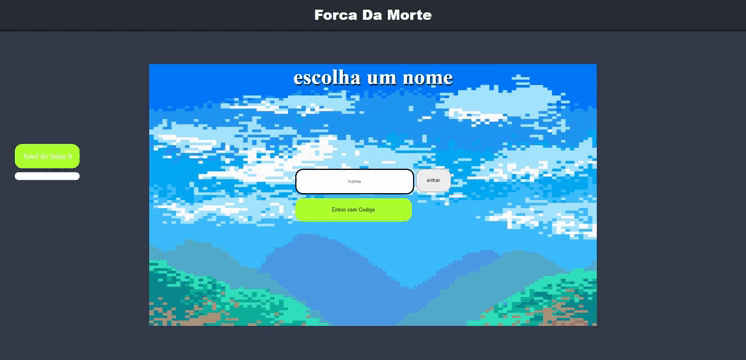 Forca Da Morte
escolha um nome
Total de Salas 0
nome
entrar
Entrar com Codigo